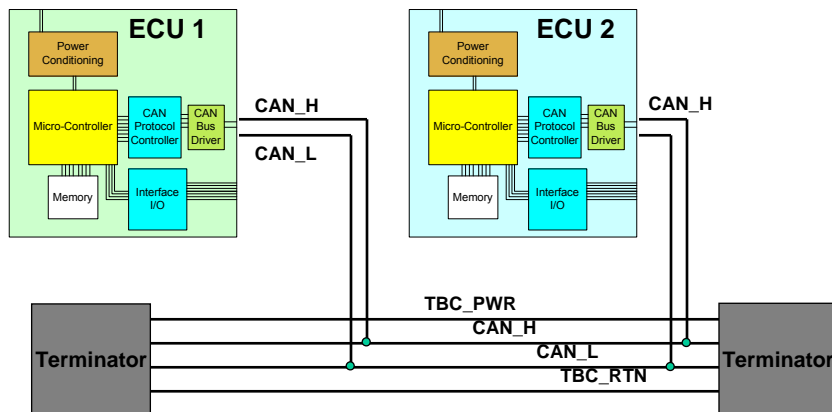 ECU 1
Power
Conditioning
Micro-Controller
CAN
Protocol
Controller
CAN
Bus
Driver
Memory
Interface
I/O
CAN_H
CAN_L
ECU 2
Power
Conditioning
Micro-Controller
CAN
Protocol
Controller
CAN
Bus
Driver
Memory
Interface
I/O
CAN_H
Terminator
TBC_PWR
CAN_H
CAN_L
TBC_RTN
Terminator